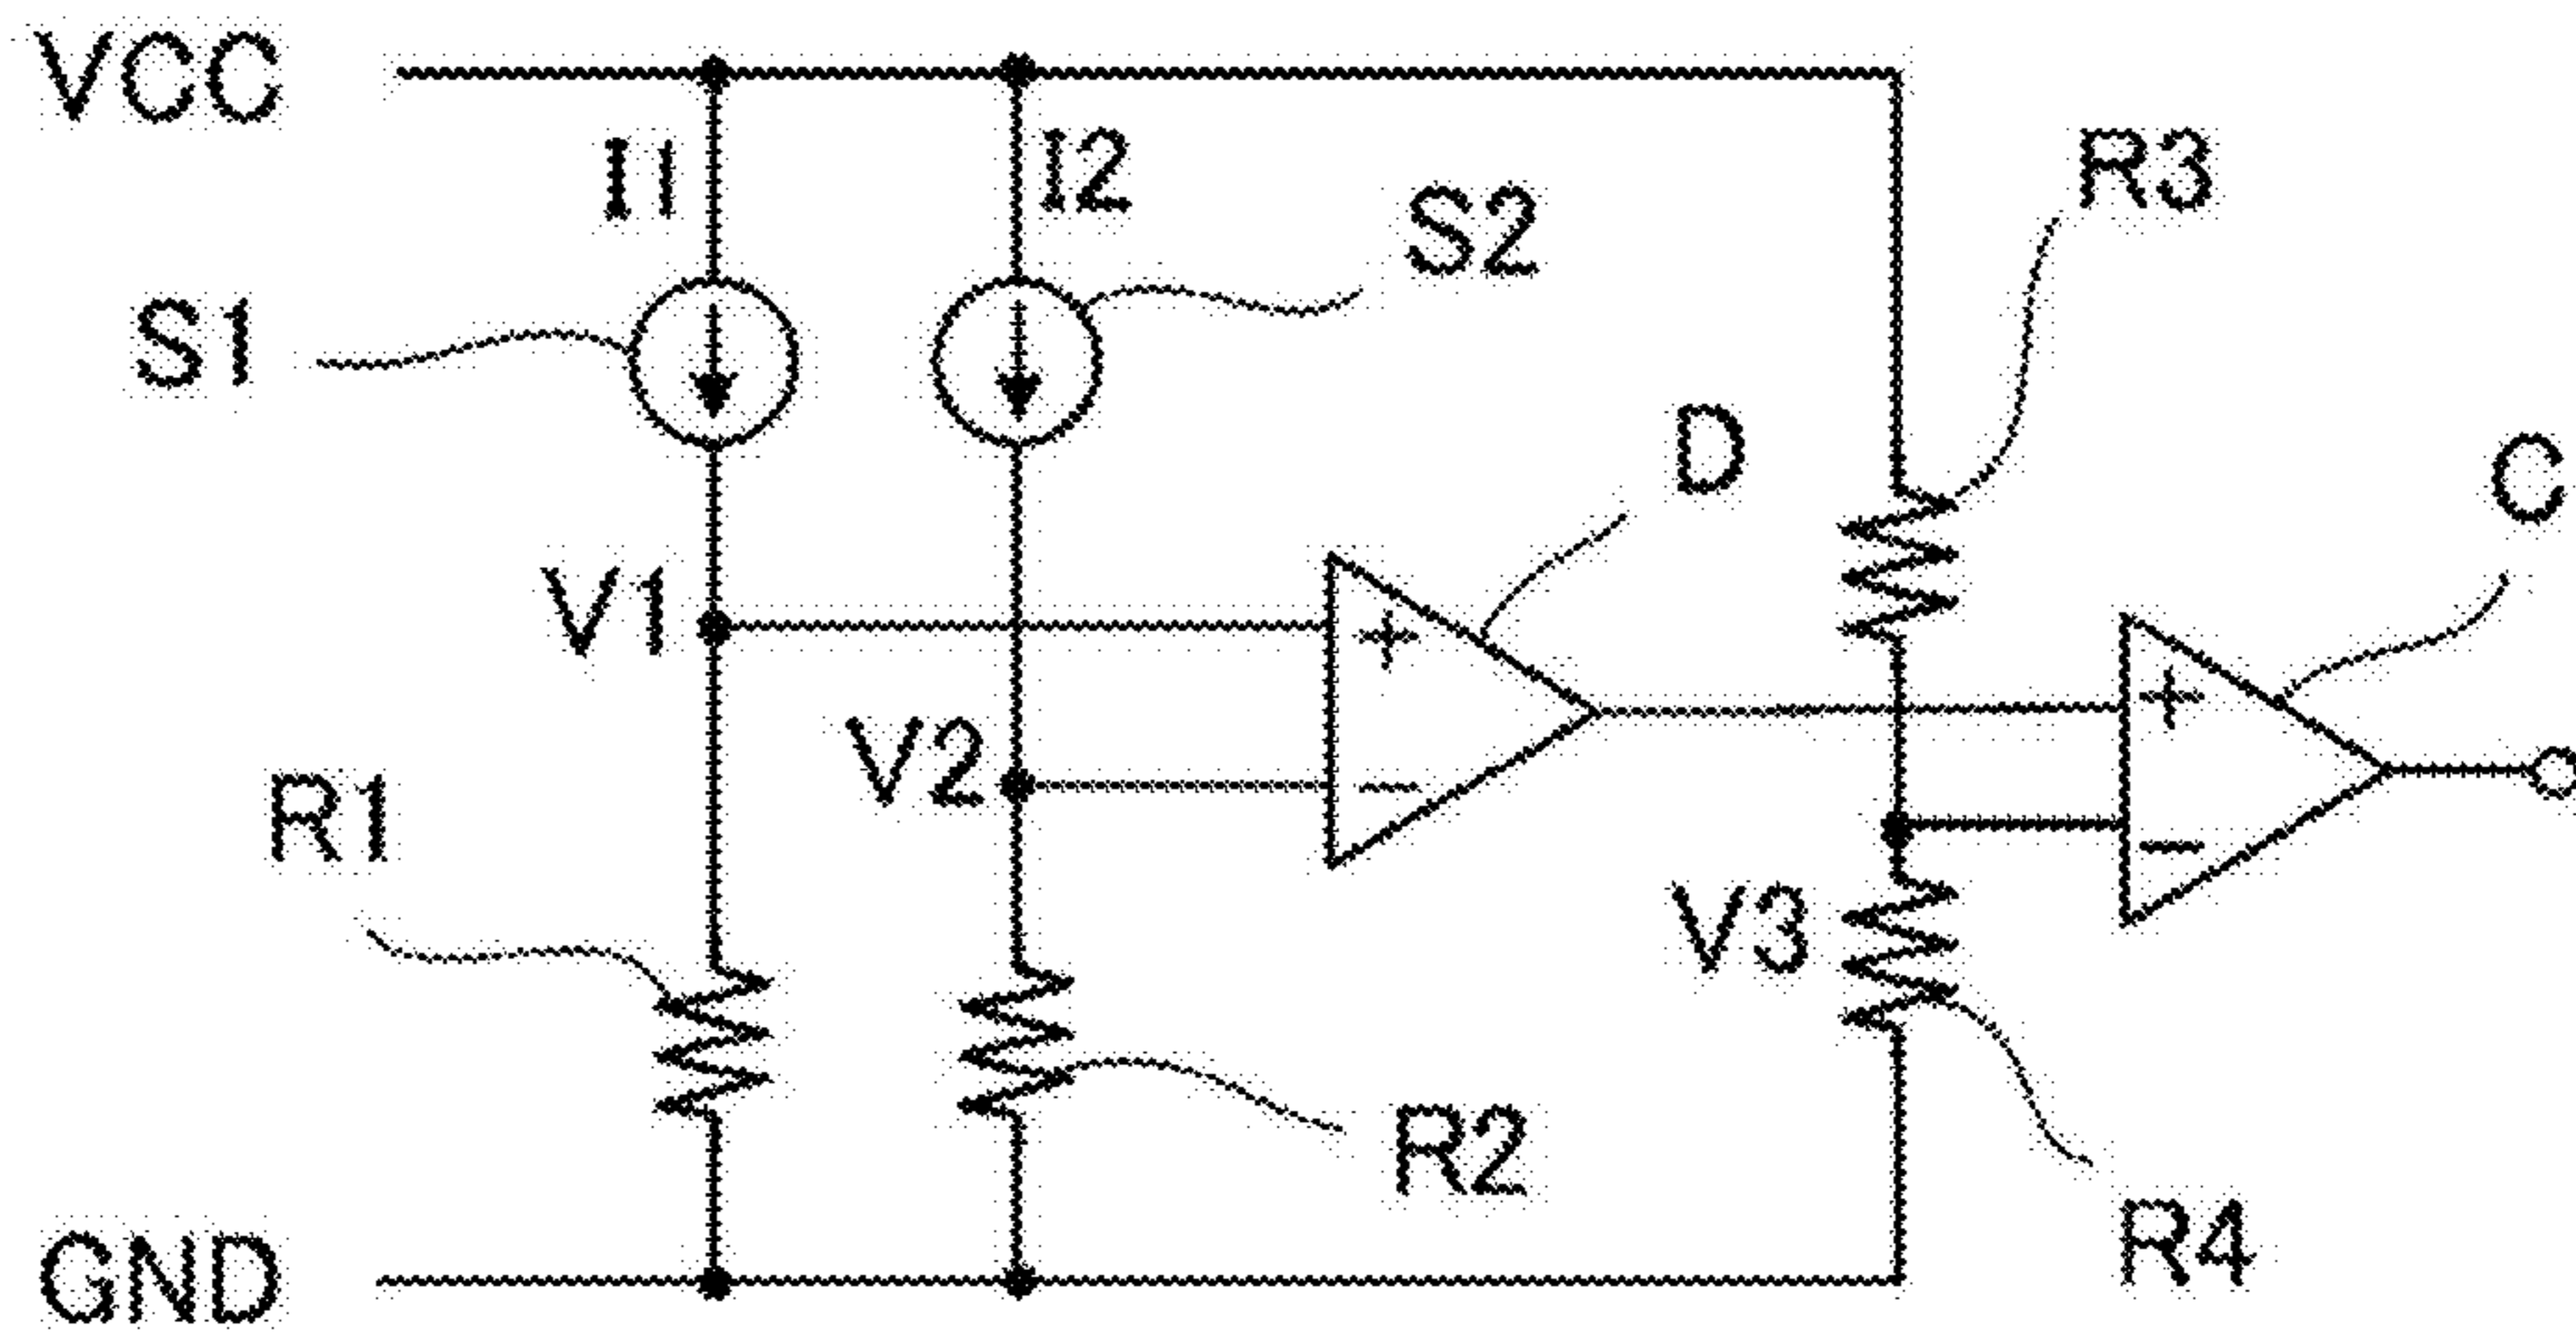 VCC
I1
I2
R3
S2
S1
D
C
V1
V2
R1
V3
R2
R4
GND
+
−
+
−